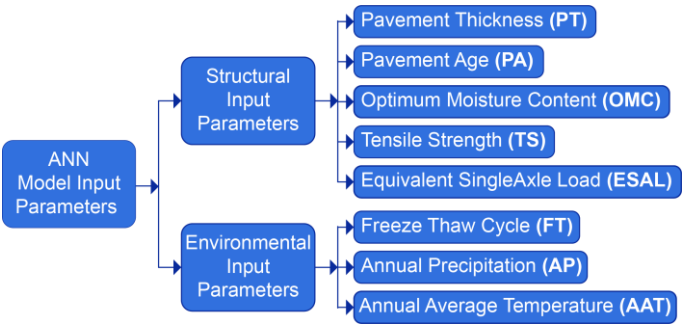 ANN
Model Input
Parameters
Structural
Input
Parameters
Pavement Thickness (PT)
Pavement Age (PA)
Optimum Moisture Content (OMC)
Tensile Strength (TS)
Equivalent SingleAxle Load (ESAL)
Environmental
Input
Parameters
Freeze Thaw Cycle (FT)
Annual Precipitation (AP)
Annual Average Temperature (AAT)